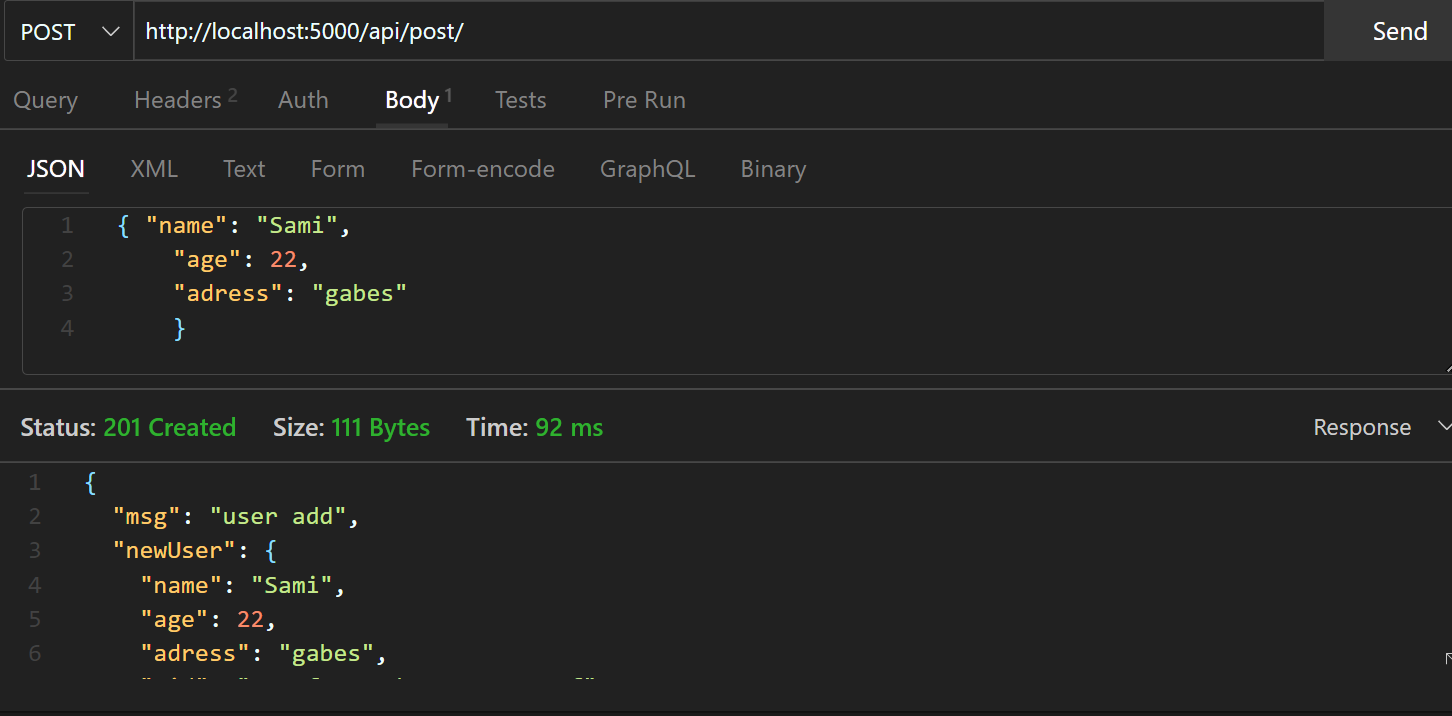 POST http://localhost:5000/api/post/ Send
Query Headers 2 Auth Body 1 Tests Pre Run
JSON XML Text Form Form-encode GraphQL Binary
1 { "name": "Sami",
2 "age": 22,
3 "adress": "gabes"
4 }
Status: 201 Created Size: 111 Bytes Time: 92 ms Response
1 {
2 "msg": "user add",
3 "newUser": {
4 "name": "Sami",
5 "age": 22,
6 "adress": "gabes",